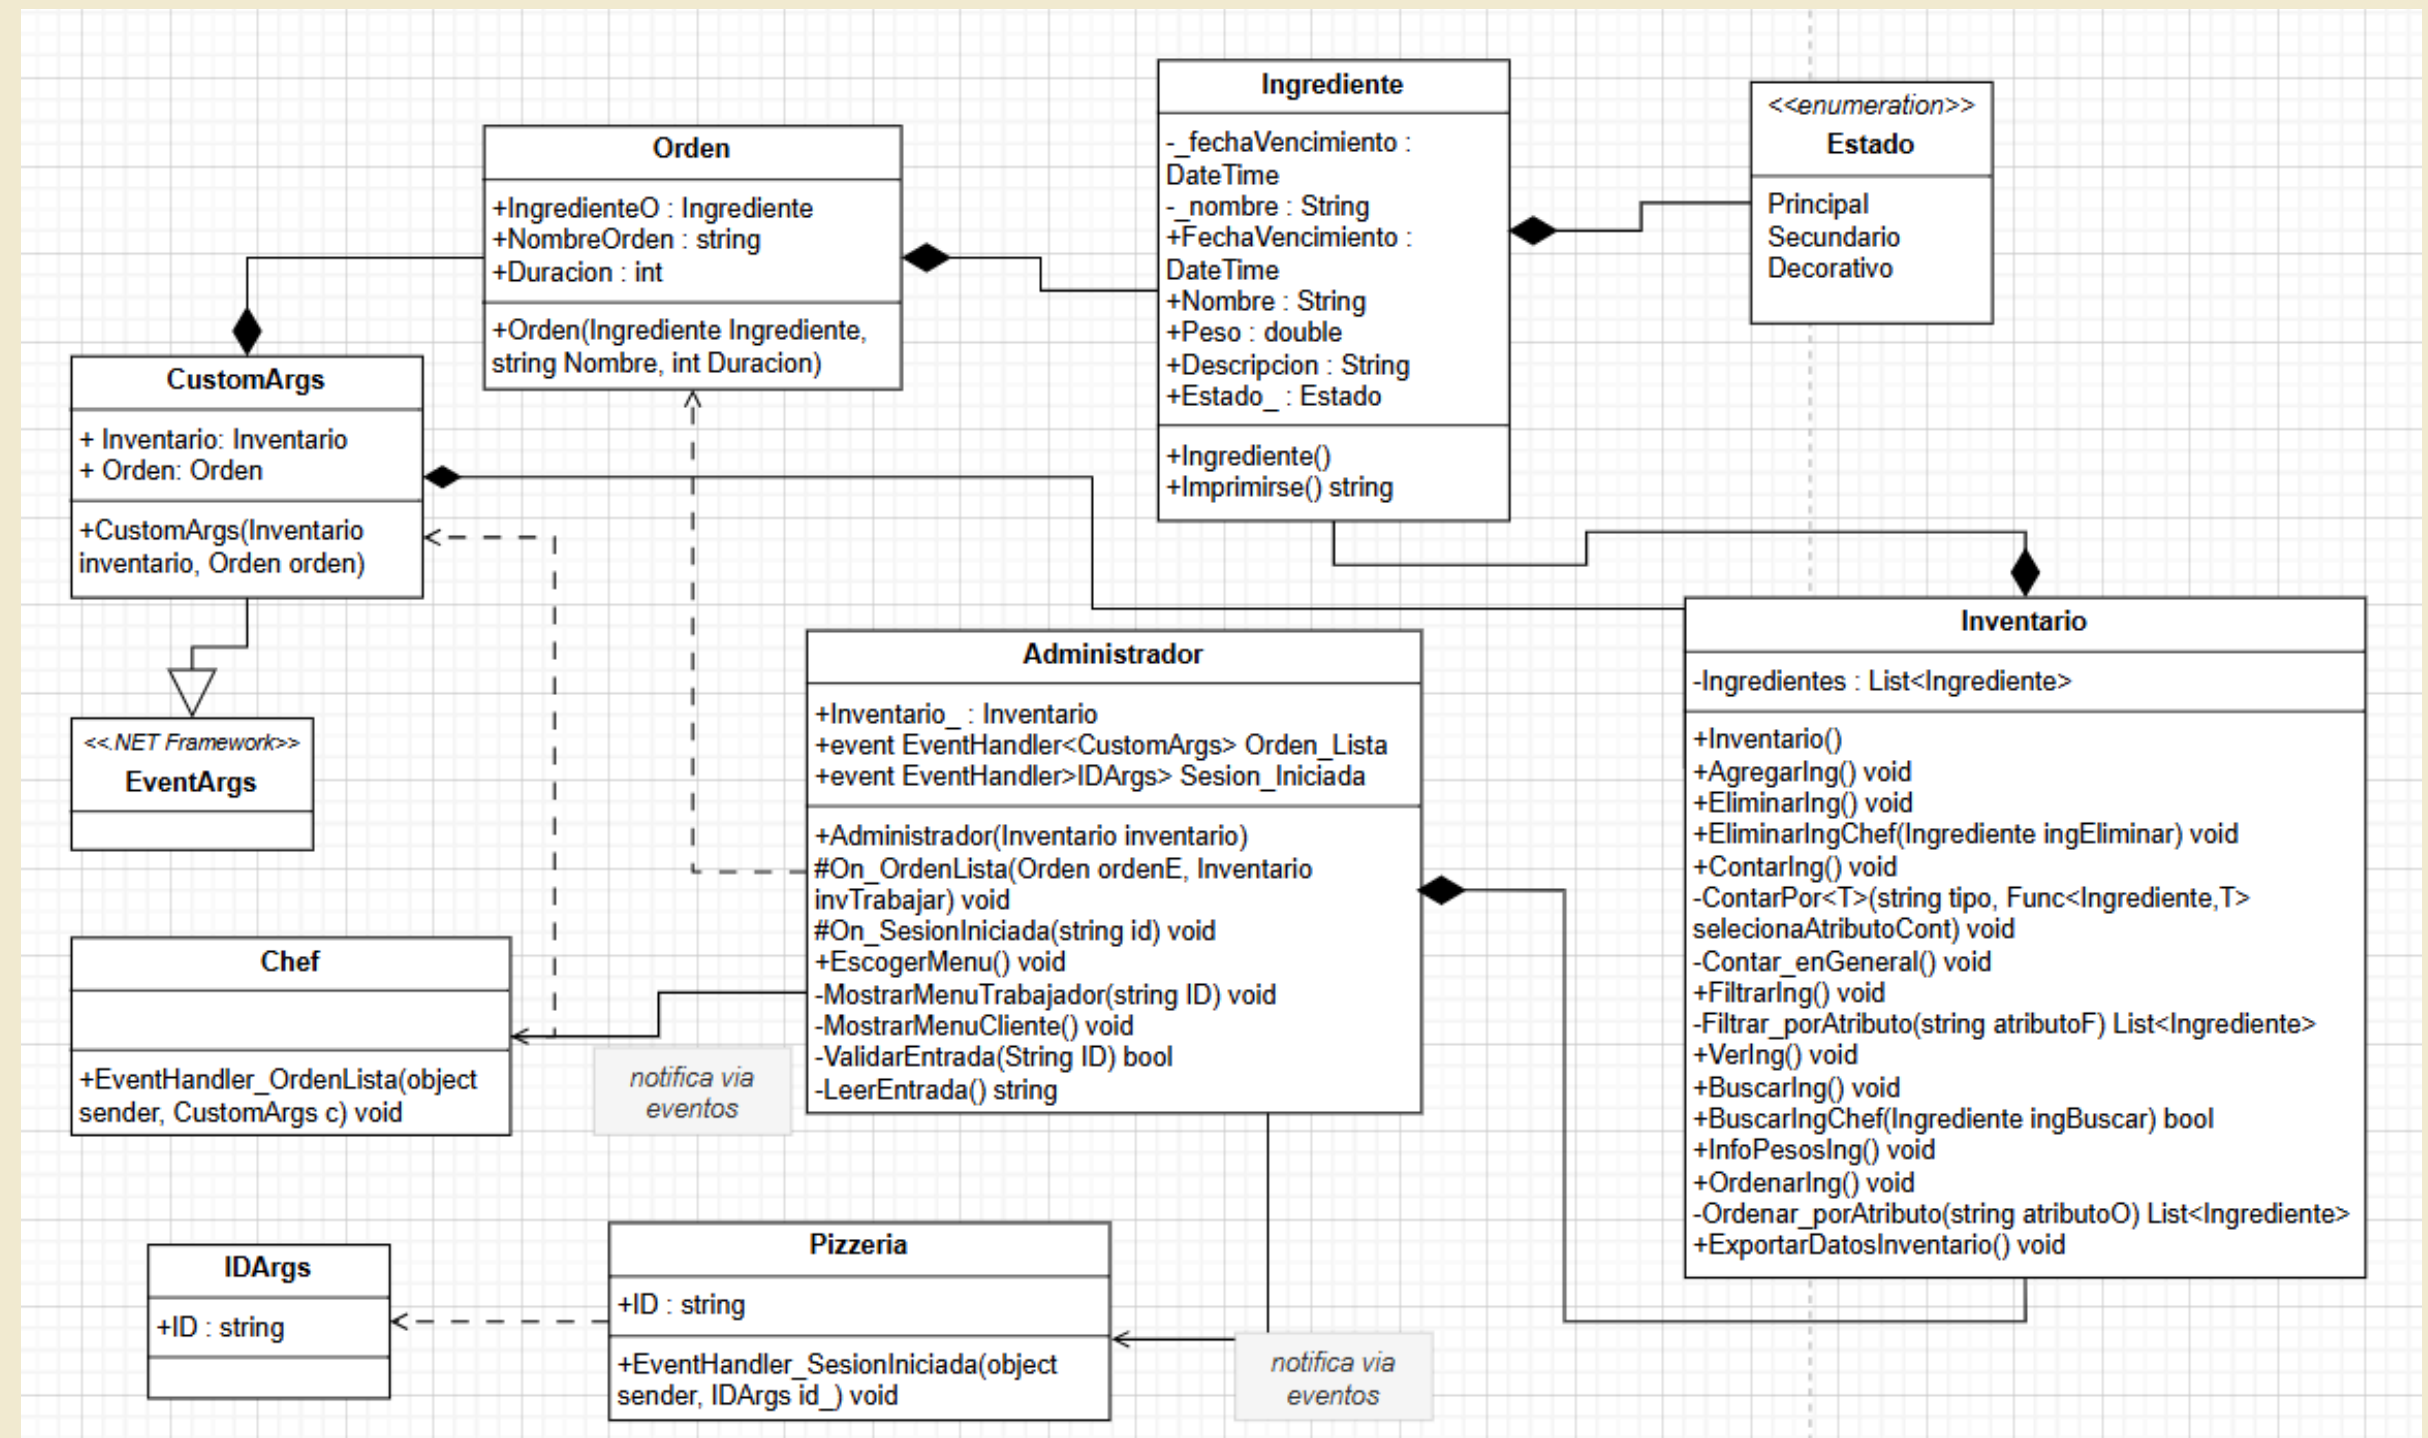 Orden
+IngredienteO : Ingrediente
+NombreOrden : string
+Duracion : int
+Orden(Ingrediente Ingrediente,
string Nombre, int Duracion)
Ingrediente
-_fechaVencimiento :
DateTime
-_nombre : String
+FechaVencimiento :
DateTime
+Nombre : String
+Peso : double
+Descripcion : String
+Estado_ : Estado
+Ingrediente()
+Imprimirse() string
<<enumeration>>
Estado
Principal
Secundario
Decorativo
CustomArgs
+ Inventario: Inventario
+ Orden: Orden
+CustomArgs(Inventario
inventario, Orden orden)
<<.NET Framework>>
EventArgs
Administrador
+Inventario_ : Inventario
+event EventHandler<CustomArgs> Orden_Lista
+event EventHandler>IDArgs> Sesion_Iniciada
+Administrador(Inventario inventario)
#On_OrdenLista(Orden ordenE, Inventario
invTrabajar) void
#On_SesionIniciada(string id) void
+EscogerMenu() void
-MostrarMenuTrabajador(string ID) void
-MostrarMenuCliente() void
-ValidarEntrada(String ID) bool
-LeerEntrada() string
Inventario
-Ingredientes : List<Ingrediente>
+Inventario()
+AgregarIng() void
+EliminarIng() void
+EliminarIngChef(Ingrediente ingEliminar) void
+ContarIng() void
-ContarPor<T>(string tipo, Func<Ingrediente,T>
selecionaAtributoCont) void
-Contar_enGeneral() void
+FiltrarIng() void
-Filtrar_porAtributo(string atributoF) List<Ingrediente>
+VerIng() void
+BuscarIng() void
+BuscarIngChef(Ingrediente ingBuscar) bool
+InfoPesosIng() void
+OrdenarIng() void
-Ordenar_porAtributo(string atributoO) List<Ingrediente>
+ExportarDatosInventario() void
Chef
+EventHandler_OrdenLista(object
sender, CustomArgs c) void
notifica via
eventos
IDArgs
+ID : string
Pizzeria
+ID : string
+EventHandler_SesionIniciada(object
sender, IDArgs id_) void
notifica via
eventos